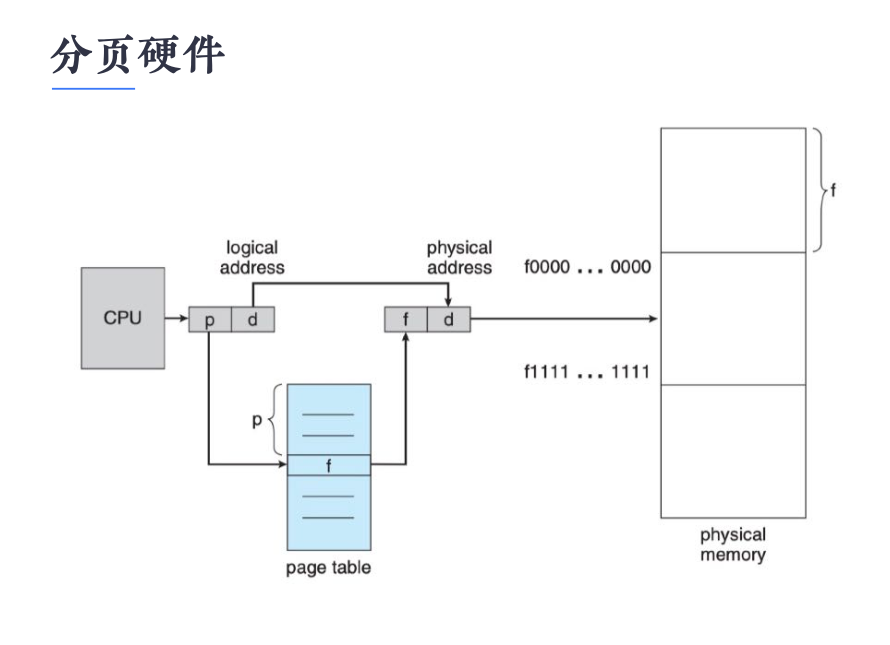 分页硬件
f
logical
address
physical
address
f0000 ... 0000
CPU
p
d
f
d
f1111 ... 1111
p
f
page table
physical
memory